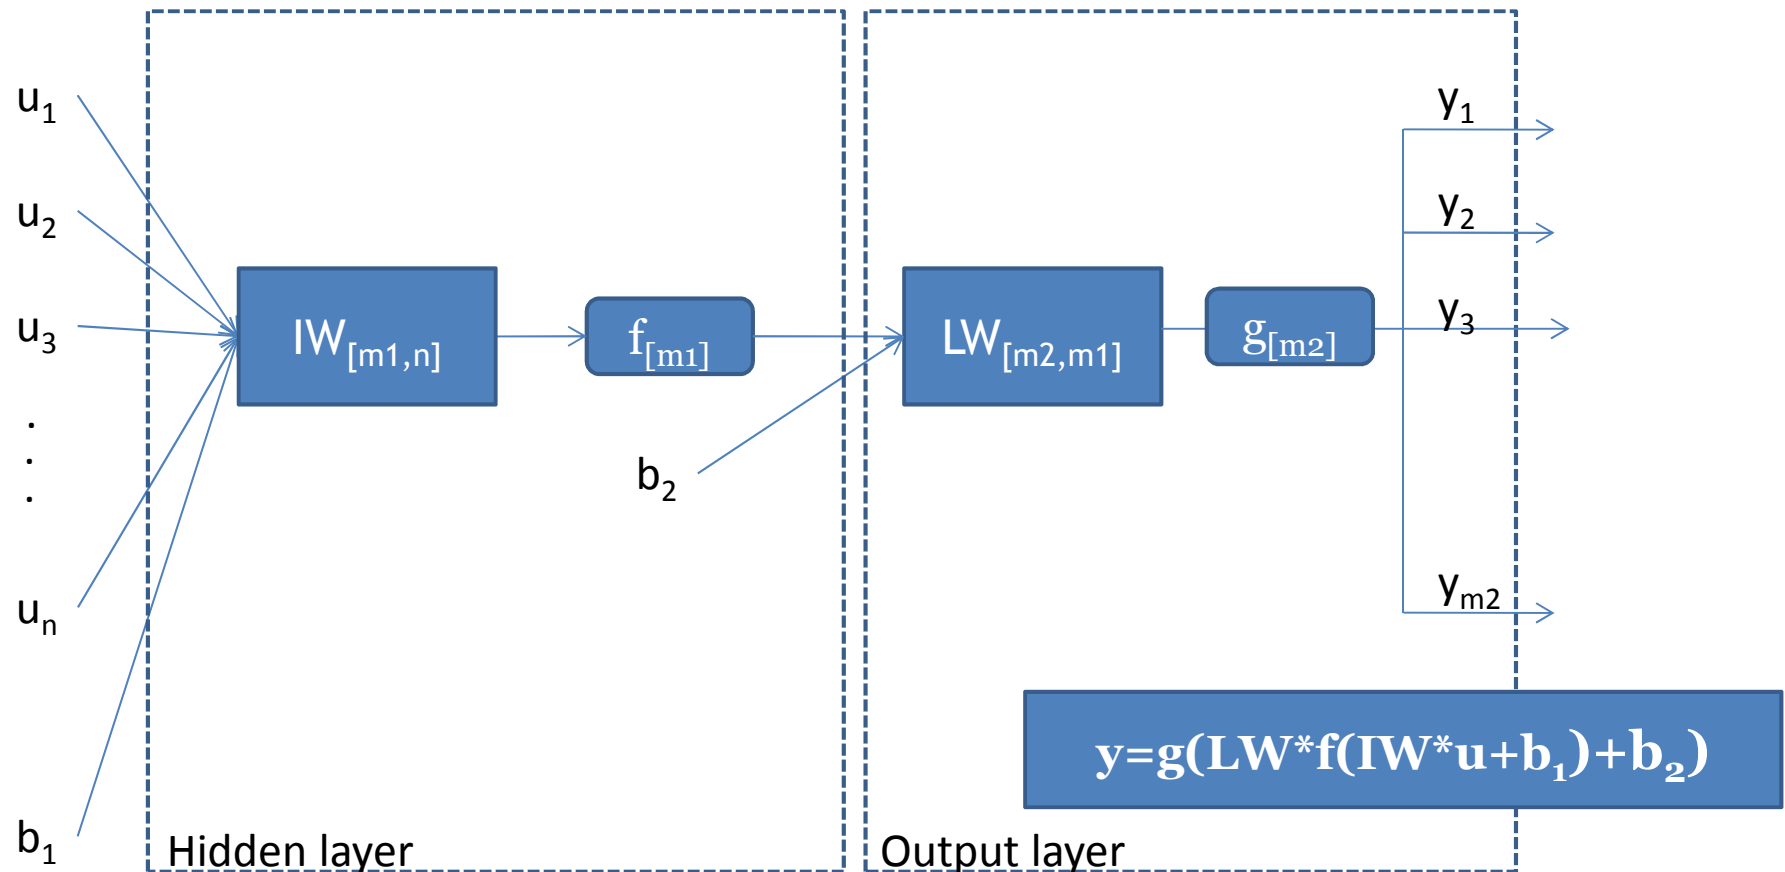 u₁
u₂
u₃
.
.
.
uₙ
b₁
IW[m1,n]
f[m1]
b₂
Hidden layer
LW[m2,m1]
g[m2]
y₁
y₂
y₃
yₘ₂
y=g(LW*f(IW*u+b₁)+b₂)
Output layer